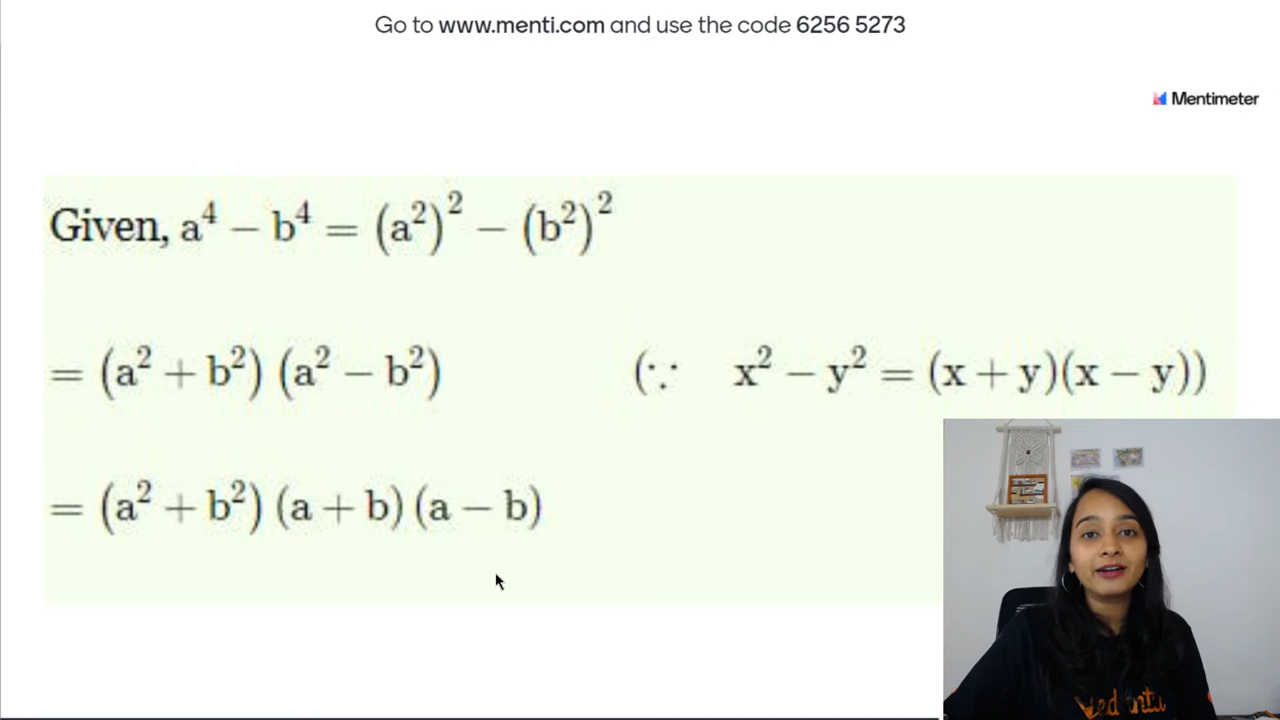 Go to www.menti.com and use the code 6256 5273
Mentimeter
Given, a⁴ − b⁴ = (a²)² − (b²)²
= (a² + b²) (a² − b²) (∵ x² − y² = (x + y)(x − y))
= (a² + b²) (a + b) (a − b)
Vedantu